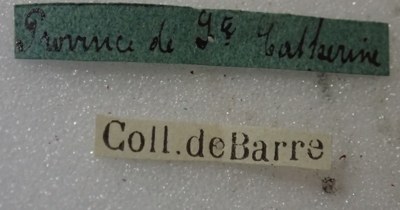 Province de Sᵗᵉ Catherine
Coll. de Barre